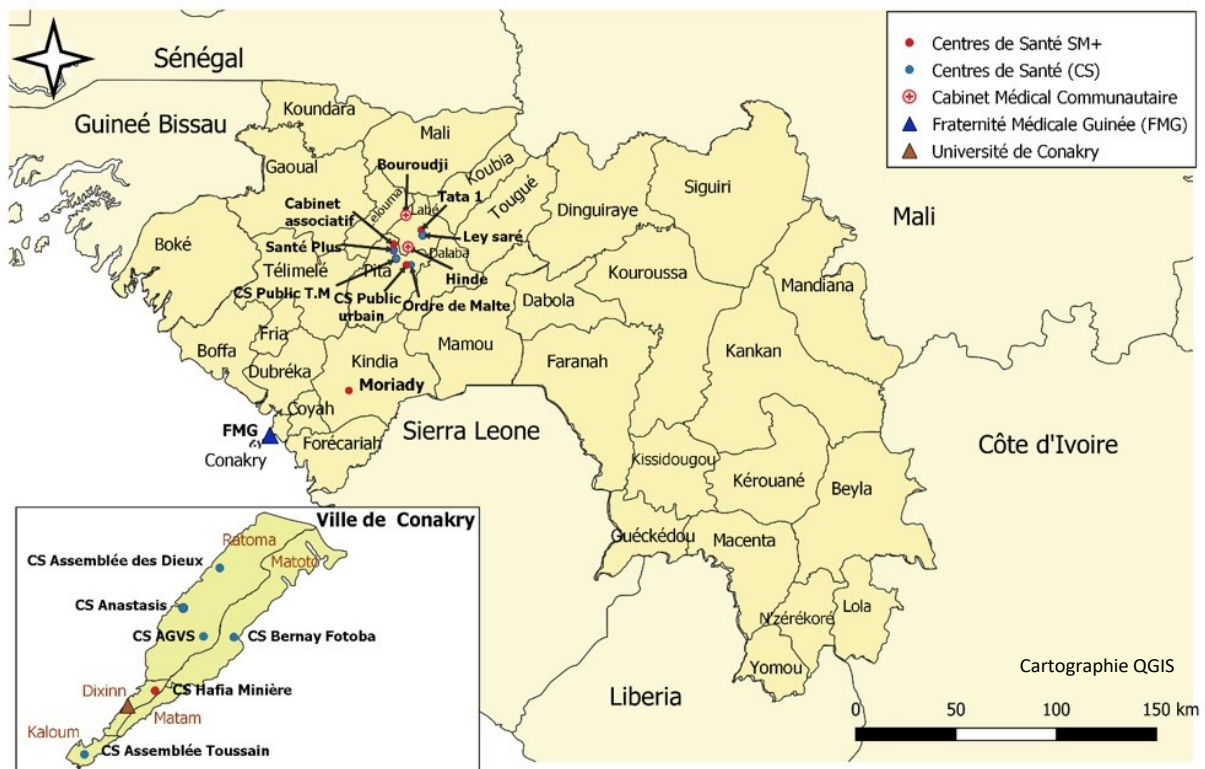 Sénégal
Guineé Bissau
Koundara
Mali
Gaoual
Bouroudji
Koubia
Tougué
Siguiri
Mali
Cabinet
associatif
elouma
Labé
Tata 1
Dinguiraye
Boké
Santé Plus
Ley saré
Dalaba
Télimelé
Pita
Hinde
Kouroussa
Mandiana
CS Public T.M
CS Public
urbain
Ordre de Malte
Dabola
Fria
Boffa
Mamou
Kankan
Dubréka
Kindia
Faranah
Moriady
Coyah
FMG
Conakry
Forécariah
Sierra Leone
Côte d'Ivoire
Kissidougou
Kérouané
Beyla
Guéckédou
Macenta
N'zérékoré
Lola
Yomou
Liberia
Centres de Santé SM+
Centres de Santé (CS)
Cabinet Médical Communautaire
Fraternité Médicale Guinée (FMG)
Université de Conakry
Ville de Conakry
Ratoma
Matoto
CS Assemblée des Dieux
CS Anastasis
CS AGVS
CS Bernay Fotoba
Dixinn
CS Hafia Minière
Matam
Kaloum
CS Assemblée Toussain
Cartographie QGIS
0 50 100 150 km